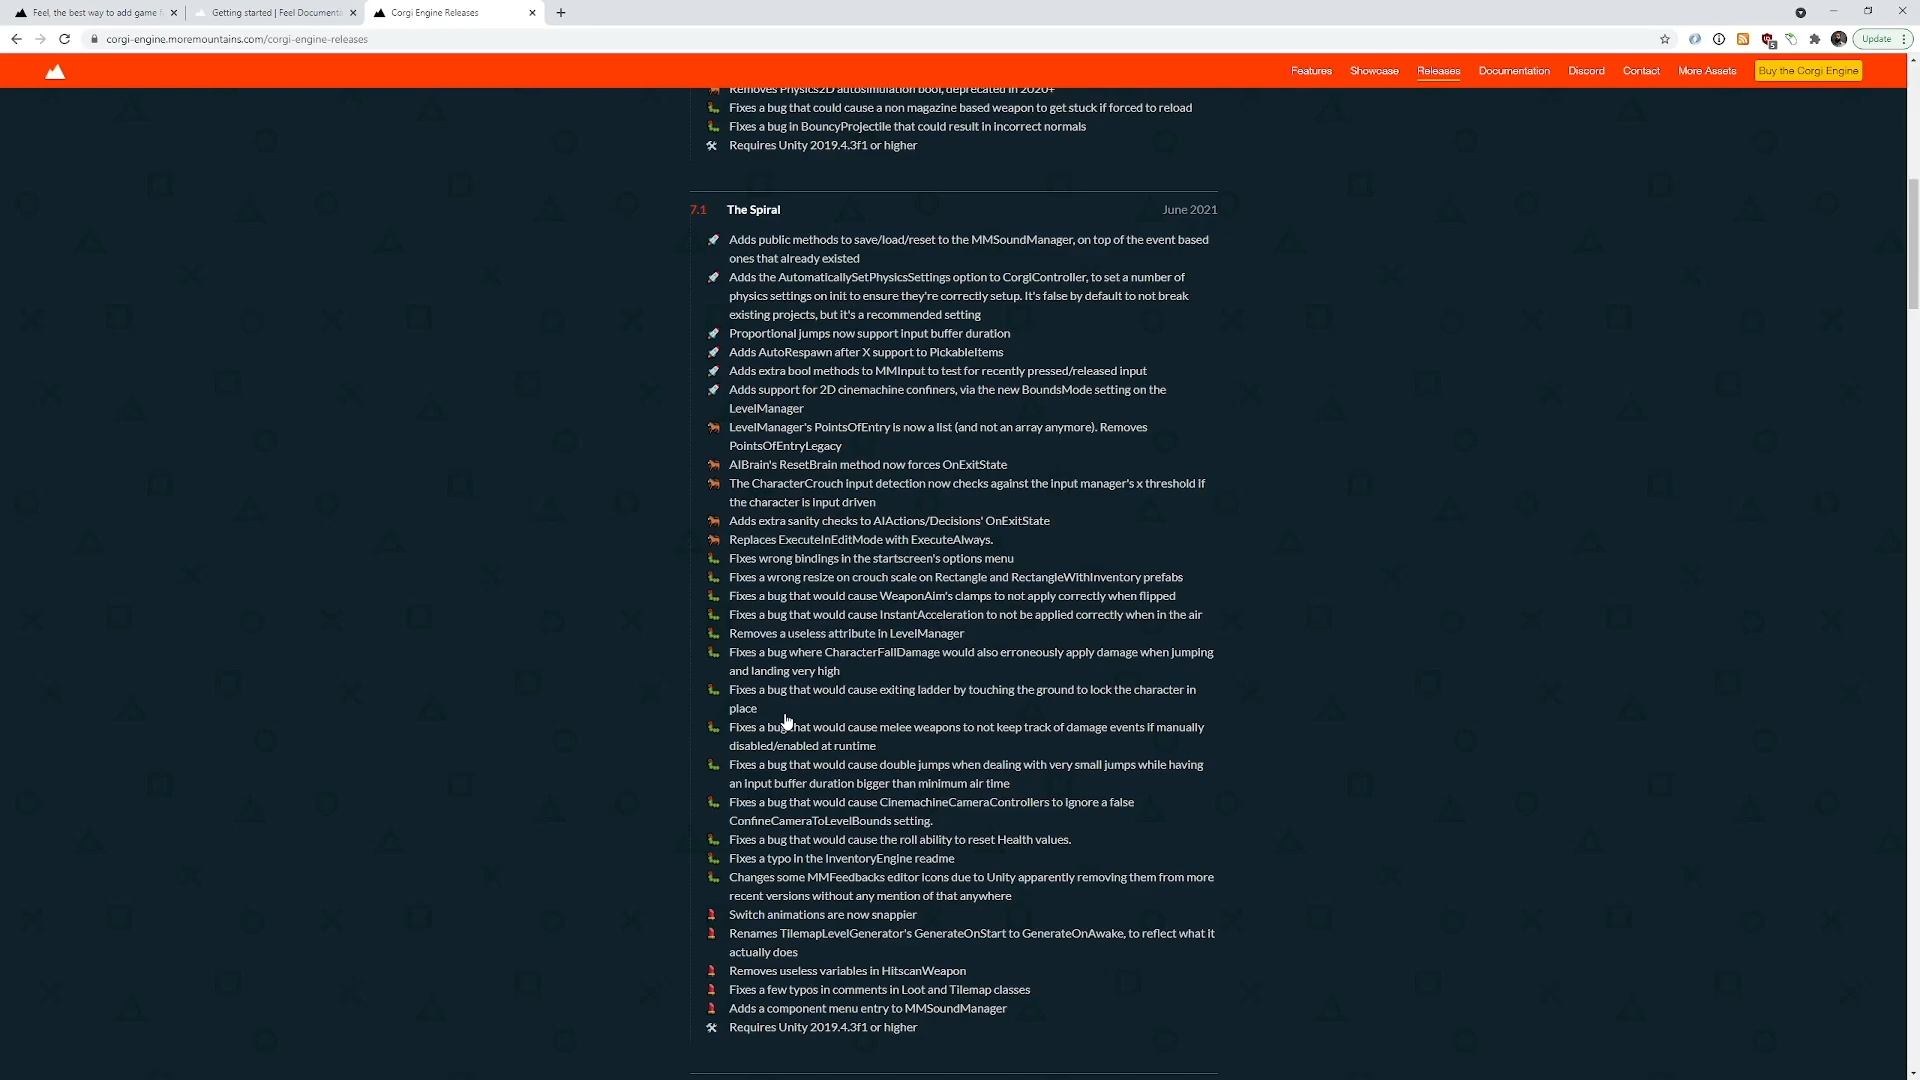 Feel, the best way to add game f
Getting started | Feel Documenta
Corgi Engine Releases
corgi-engine.moremountains.com/corgi-engine-releases
5
Update
Features
Showcase
Releases
Documentation
Discord
Contact
More Assets
Buy the Corgi Engine
Removes Physics2D autosimulation bool, deprecated in 2020+
Fixes a bug that could cause a non magazine based weapon to get stuck if forced to reload
Fixes a bug in BouncyProjectile that could result in incorrect normals
Requires Unity 2019.4.3f1 or higher
7.1 The Spiral June 2021
Adds public methods to save/load/reset to the MMSoundManager, on top of the event based
ones that already existed
Adds the AutomaticallySetPhysicsSettings option to CorgiController, to set a number of
physics settings on init to ensure they're correctly setup. It's false by default to not break
existing projects, but it's a recommended setting
Proportional jumps now support input buffer duration
Adds AutoRespawn after X support to PickableItems
Adds extra bool methods to MMInput to test for recently pressed/released input
Adds support for 2D cinemachine confiners, via the new BoundsMode setting on the
LevelManager
LevelManager's PointsOfEntry is now a list (and not an array anymore). Removes
PointsOfEntryLegacy
AIBrain's ResetBrain method now forces OnExitState
The CharacterCrouch input detection now checks against the input manager's x threshold if
the character is input driven
Adds extra sanity checks to AIActions/Decisions' OnExitState
Replaces ExecuteInEditMode with ExecuteAlways.
Fixes wrong bindings in the startscreen's options menu
Fixes a wrong resize on crouch scale on Rectangle and RectangleWithInventory prefabs
Fixes a bug that would cause WeaponAim's clamps to not apply correctly when flipped
Fixes a bug that would cause InstantAcceleration to not be applied correctly when in the air
Removes a useless attribute in LevelManager
Fixes a bug where CharacterFallDamage would also erroneously apply damage when jumping
and landing very high
Fixes a bug that would cause exiting ladder by touching the ground to lock the character in
place
Fixes a bug that would cause melee weapons to not keep track of damage events if manually
disabled/enabled at runtime
Fixes a bug that would cause double jumps when dealing with very small jumps while having
an input buffer duration bigger than minimum air time
Fixes a bug that would cause CinemachineCameraControllers to ignore a false
ConfineCameraToLevelBounds setting.
Fixes a bug that would cause the roll ability to reset Health values.
Fixes a typo in the InventoryEngine readme
Changes some MMFeedbacks editor icons due to Unity apparently removing them from more
recent versions without any mention of that anywhere
Switch animations are now snappier
Renames TilemapLevelGenerator's GenerateOnStart to GenerateOnAwake, to reflect what it
actually does
Removes useless variables in HitscanWeapon
Fixes a few typos in comments in Loot and Tilemap classes
Adds a component menu entry to MMSoundManager
Requires Unity 2019.4.3f1 or higher